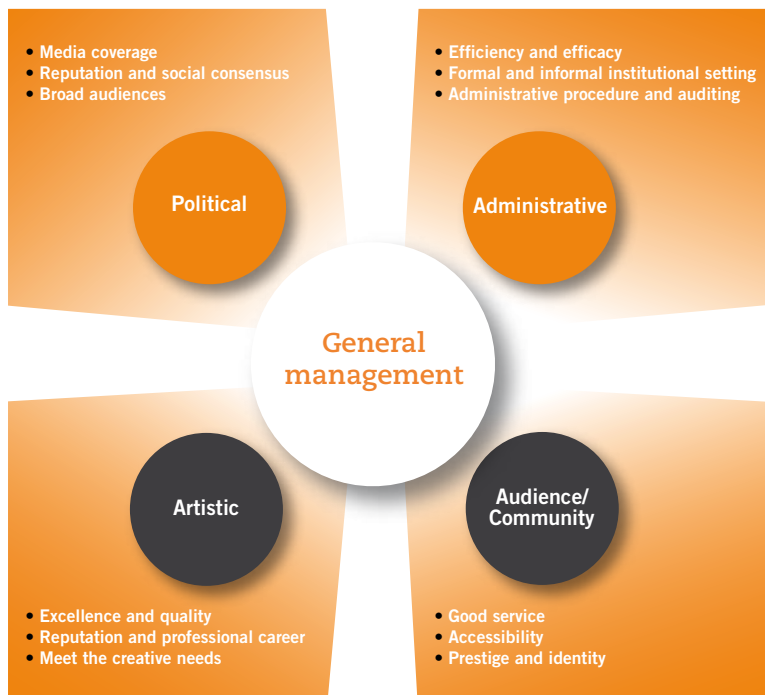 • Media coverage
• Reputation and social consensus
• Broad audiences
Political
• Efficiency and efficacy
• Formal and informal institutional setting
• Administrative procedure and auditing
Administrative
General
management
Artistic
• Excellence and quality
• Reputation and professional career
• Meet the creative needs
Audience/
Community
• Good service
• Accessibility
• Prestige and identity